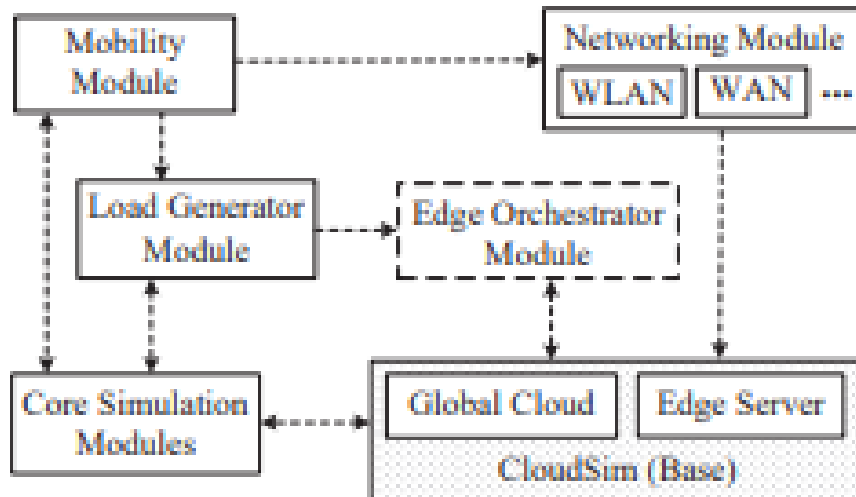 Mobility
Module
Networking Module
WLAN
WAN
...
Load Generator
Module
Edge Orchestrator
Module
Core Simulation
Modules
Global Cloud
Edge Server
CloudSim (Base)